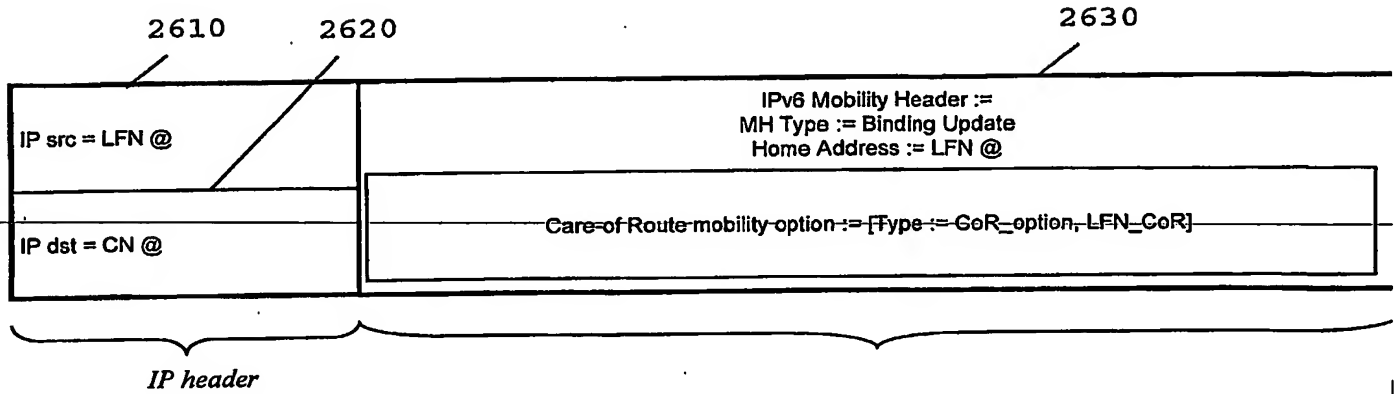 2610
2620
2630
IP src = LFN @
IPv6 Mobility Header :=
MH Type := Binding Update
Home Address := LFN @
Care-of Route mobility option := [Type := CoR_option, LFN_CoR]
IP dst = CN @
IP header